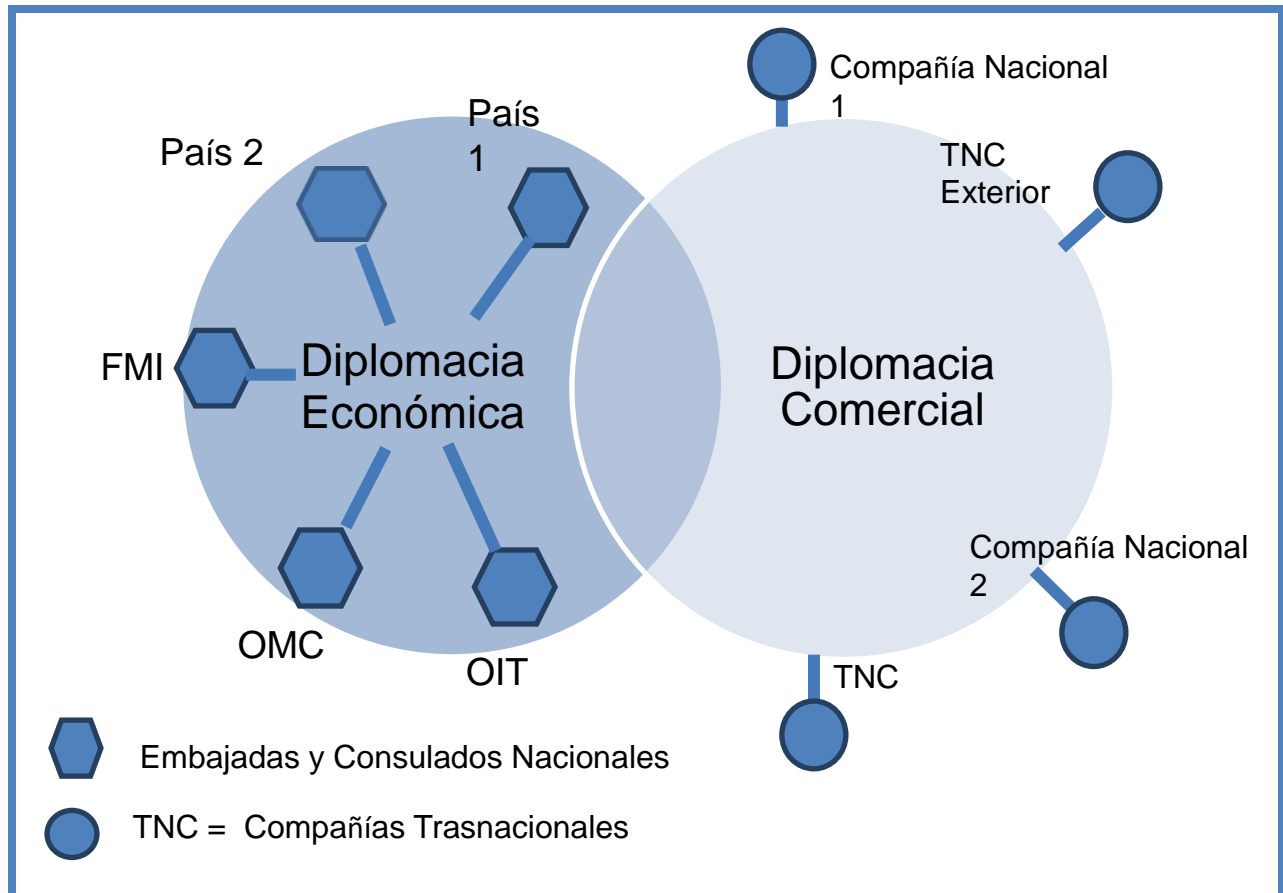 Compañía Nacional
1
País
1
País 2
TNC
Exterior
FMI
Diplomacia
Económica
Diplomacia
Comercial
Compañía Nacional
2
OMC
OIT
TNC
Embajadas y Consulados Nacionales
TNC = Compañías Trasnacionales